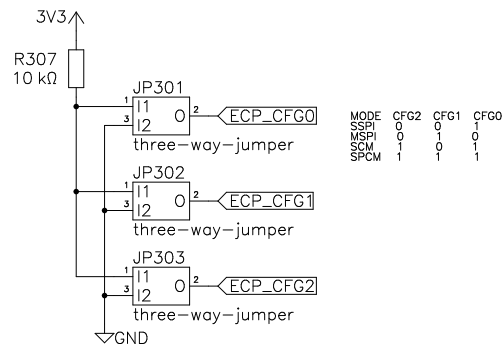 3V3
R307
10 kΩ
JP301
1 I1 O 2 ECP_CFG0
3 I2
three-way-jumper
JP302
1 I1 O 2 ECP_CFG1
3 I2
three-way-jumper
JP303
1 I1 O 2 ECP_CFG2
3 I2
three-way-jumper
GND
MODE CFG2 CFG1 CFG0
SSPI 0 0 1
MSPI 0 1 0
SCM 1 0 1
SPCM 1 1 1